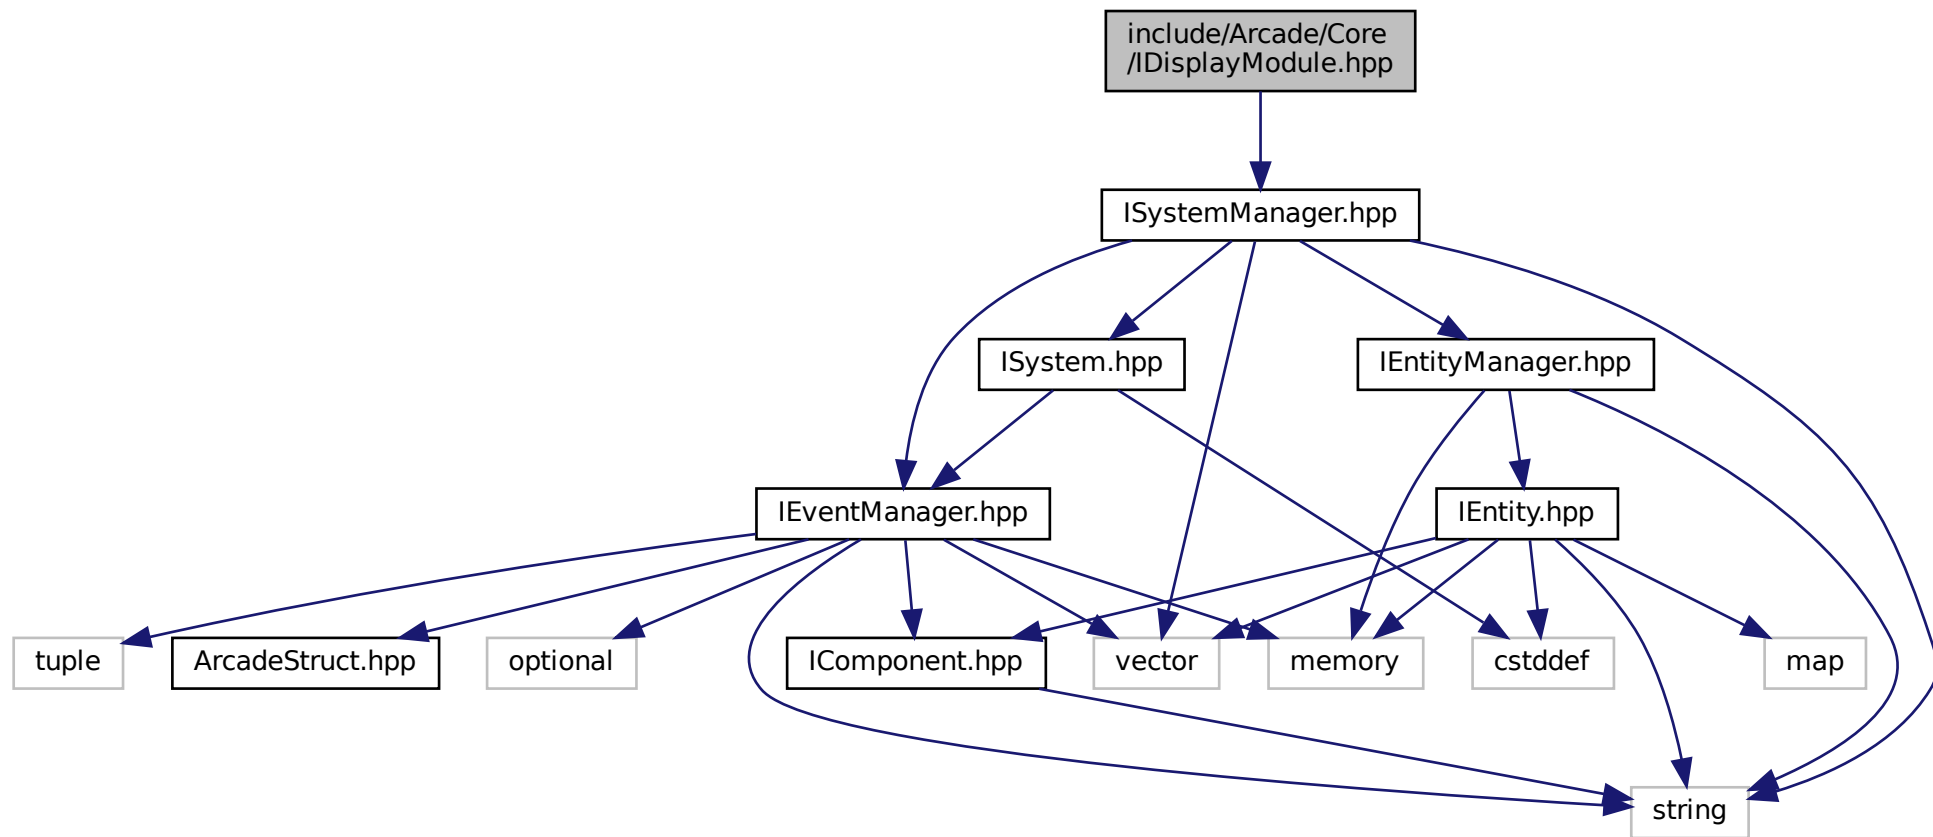 include/Arcade/Core
/IDisplayModule.hpp
ISystemManager.hpp
ISystem.hpp
IEntityManager.hpp
IEventManager.hpp
IEntity.hpp
tuple
ArcadeStruct.hpp
optional
IComponent.hpp
vector
memory
cstddef
map
string